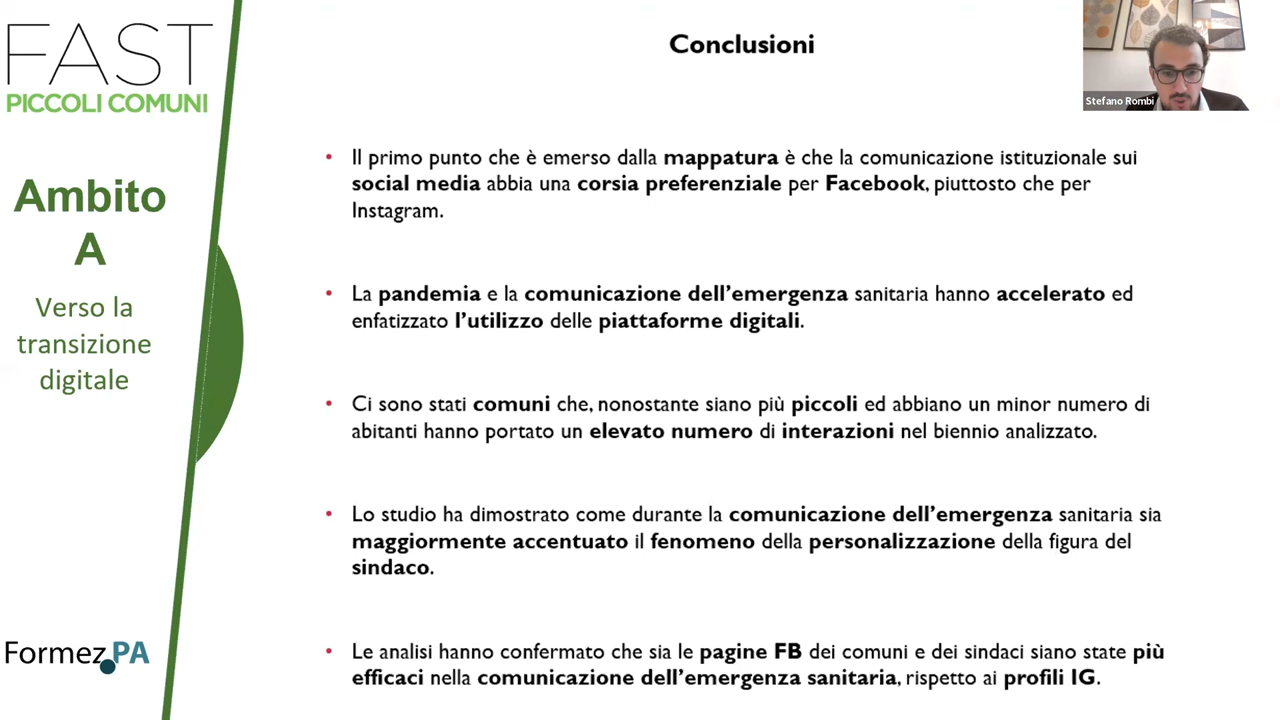 FAST
PICCOLI COMUNI
Ambito
A
Verso la
transizione
digitale
Formez.PA
Conclusioni
Stefano Rombi
• Il primo punto che è emerso dalla mappatura è che la comunicazione istituzionale sui
social media abbia una corsia preferenziale per Facebook, piuttosto che per
Instagram.
• La pandemia e la comunicazione dell'emergenza sanitaria hanno accelerato ed
enfatizzato l'utilizzo delle piattaforme digitali.
• Ci sono stati comuni che, nonostante siano più piccoli ed abbiano un minor numero di
abitanti hanno portato un elevato numero di interazioni nel biennio analizzato.
• Lo studio ha dimostrato come durante la comunicazione dell'emergenza sanitaria sia
maggiormente accentuato il fenomeno della personalizzazione della figura del
sindaco.
• Le analisi hanno confermato che sia le pagine FB dei comuni e dei sindaci siano state più
efficaci nella comunicazione dell'emergenza sanitaria, rispetto ai profili IG.